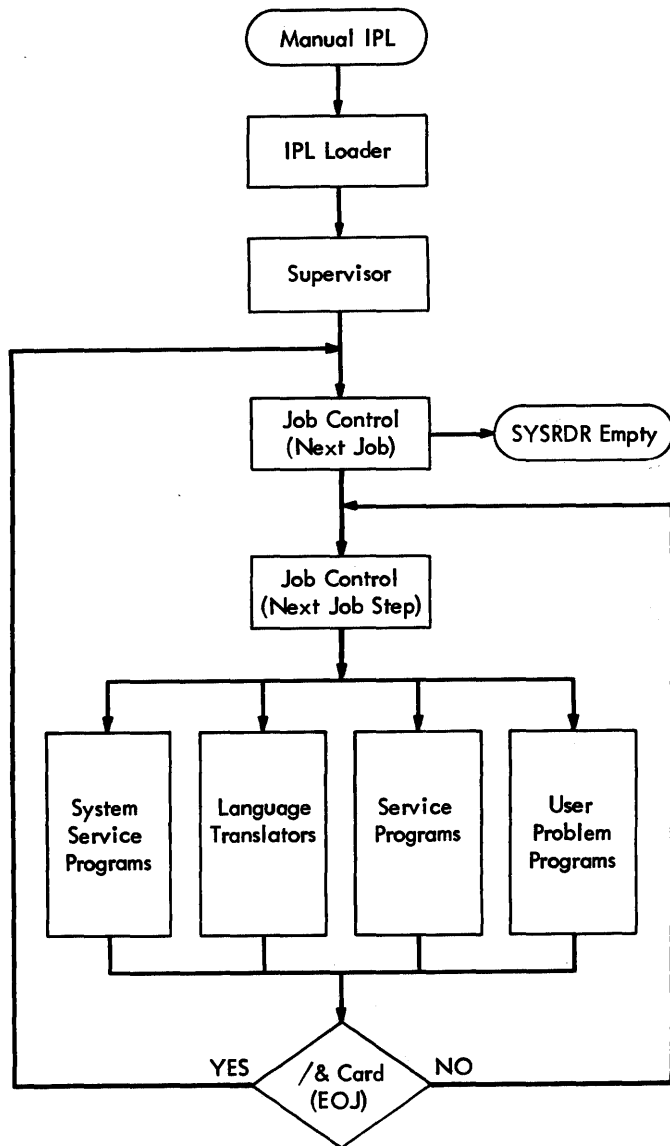 Manual IPL
IPL Loader
Supervisor
Job Control
(Next Job)
SYSRDR Empty
Job Control
(Next Job Step)
System
Service
Programs
Language
Translators
Service
Programs
User
Problem
Programs
YES
/& Card
(EOJ)
NO